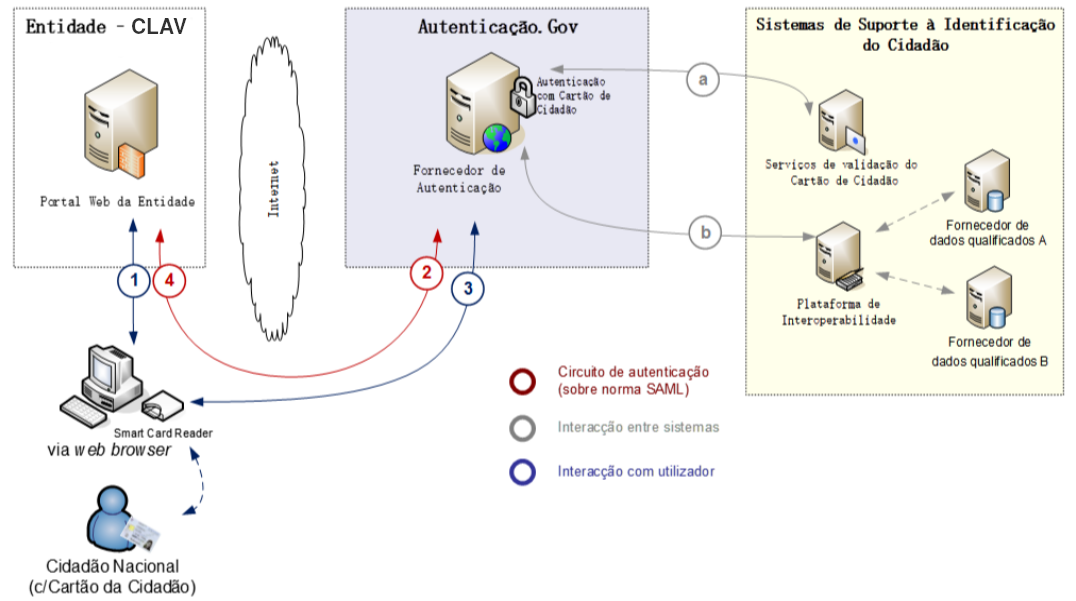 Entidade - CLAV
Portal Web da Entidade
Internet
Autenticação.Gov
Autenticação
com Cartão de
Cidadão
Fornecedor de
Autenticação
Sistemas de Suporte à Identificação
do Cidadão
Serviços de validação do
Cartão de Cidadão
Fornecedor de
dados qualificados A
Plataforma de
Interoperabilidade
Fornecedor de
dados qualificados B
a
b
1
4
2
3
Smart Card Reader
via web browser
Cidadão Nacional
(c/Cartão da Cidadão)
Circuito de autenticação
(sobre norma SAML)
Interacção entre sistemas
Interacção com utilizador